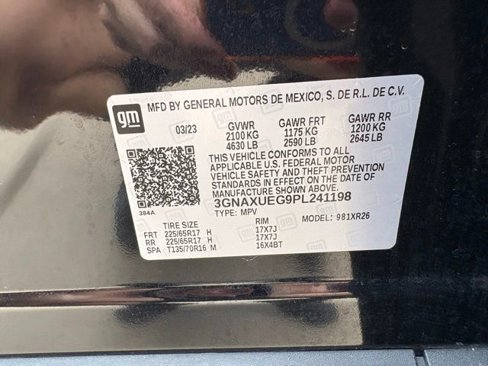 gm
MFD BY GENERAL MOTORS DE MEXICO, S. DE R.L. DE C.V.
03/23 GVWR GAWR FRT GAWR RR
2100 KG 1175 KG 1200 KG
4630 LB 2590 LB 2645 LB
THIS VEHICLE CONFORMS TO ALL
APPLICABLE U.S. FEDERAL MOTOR
VEHICLE SAFETY AND THEFT PREVENTION
STANDARDS IN EFFECT ON THE DATE OF
MANUFACTURE SHOWN ABOVE.
3GNAXUEG9PL241198
384A
TYPE: MPV MODEL: 981XR26
TIRE SIZE RIM
FRT 225/65R17 H 17X7J
RR 225/65R17 H 17X7J
SPA T135/70R16 M 16X4BT